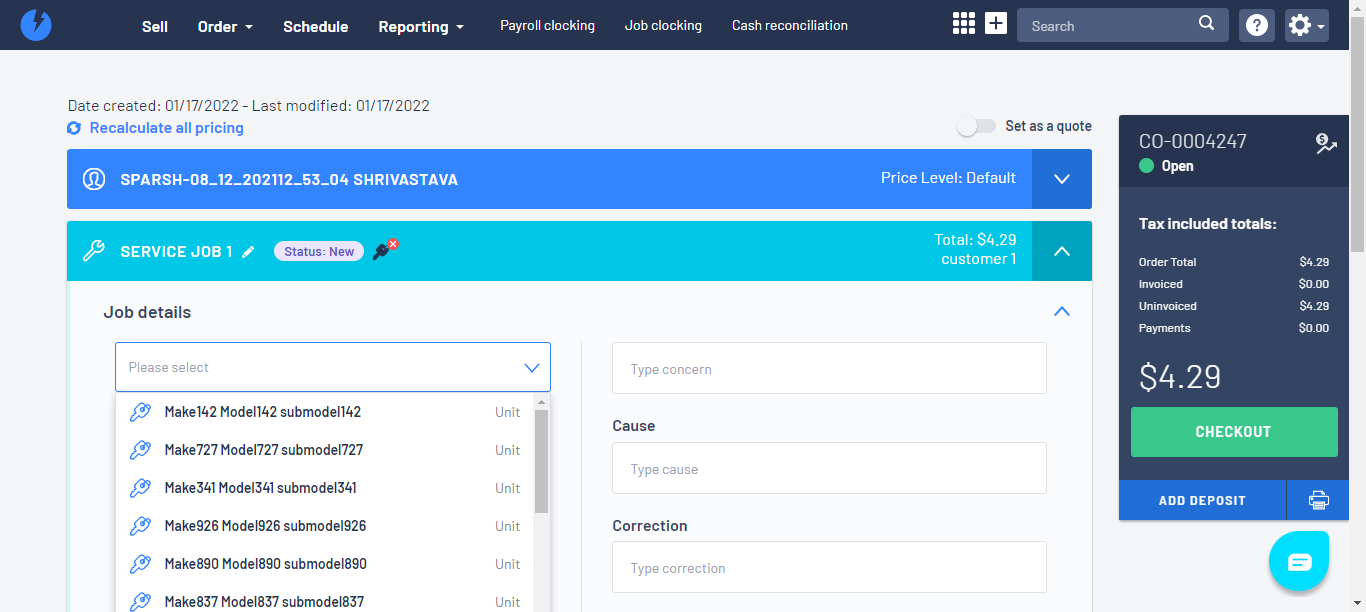 Sell Order Schedule Reporting Payroll clocking Job clocking Cash reconciliation Search
Date created: 01/17/2022 - Last modified: 01/17/2022
Recalculate all pricing
Set as a quote
SPARSH-08_12_202112_53_04 SHRIVASTAVA
Price Level: Default
SERVICE JOB 1
Status: New
Total: $4.29
customer 1
Job details
Please select
Make142 Model142 submodel142 Unit
Make727 Model727 submodel727 Unit
Make341 Model341 submodel341 Unit
Make926 Model926 submodel926 Unit
Make890 Model890 submodel890 Unit
Make837 Model837 submodel837 Unit
Type concern
Cause
Type cause
Correction
Type correction
CO-0004247
Open
Tax included totals:
Order Total $4.29
Invoiced $0.00
Uninvoiced $4.29
Payments $0.00
$4.29
CHECKOUT
ADD DEPOSIT